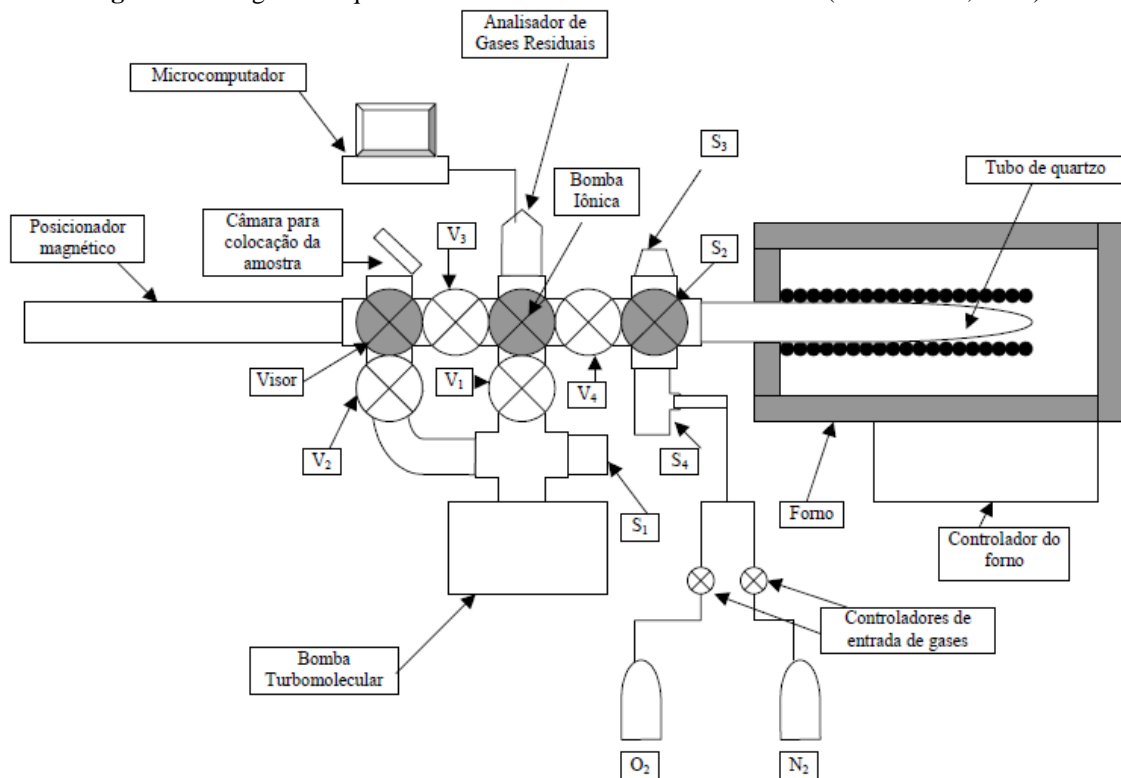 Analisador de
Gases Residuais
Microcomputador
S3
Bomba
Iônica
Tubo de quartzo
Posicionador
magnético
Câmara para
colocação da
amostra
V3
S2
Visor
V1
V4
V2
S4
S1
Forno
Controlador do
forno
Controladores de
entrada de gases
Bomba
Turbomolecular
O2
N2